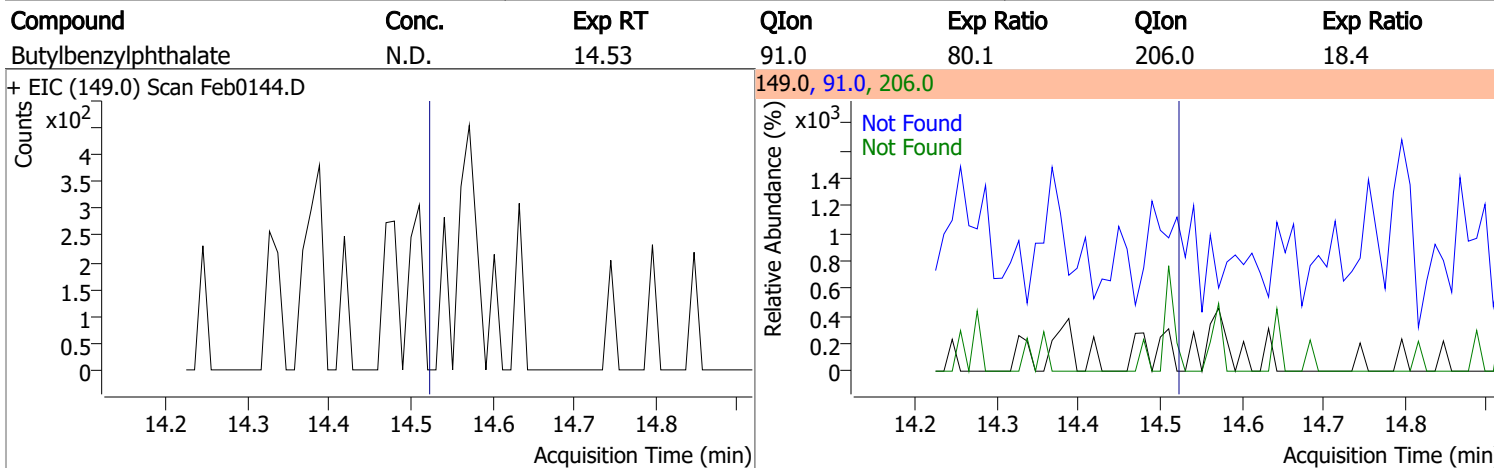 Compound Conc. Exp RT QIon Exp Ratio QIon Exp Ratio
Butylbenzylphthalate N.D. 14.53 91.0 80.1 206.0 18.4
+ EIC (149.0) Scan Feb0144.D
Counts
x10²
4
3.5
3
2.5
2
1.5
1
0.5
0
14.2 14.3 14.4 14.5 14.6 14.7 14.8
Acquisition Time (min)
149.0, 91.0, 206.0
Relative Abundance (%)
x10³
Not Found
Not Found
1.4
1.2
1
0.8
0.6
0.4
0.2
0
14.2 14.3 14.4 14.5 14.6 14.7 14.8
Acquisition Time (min